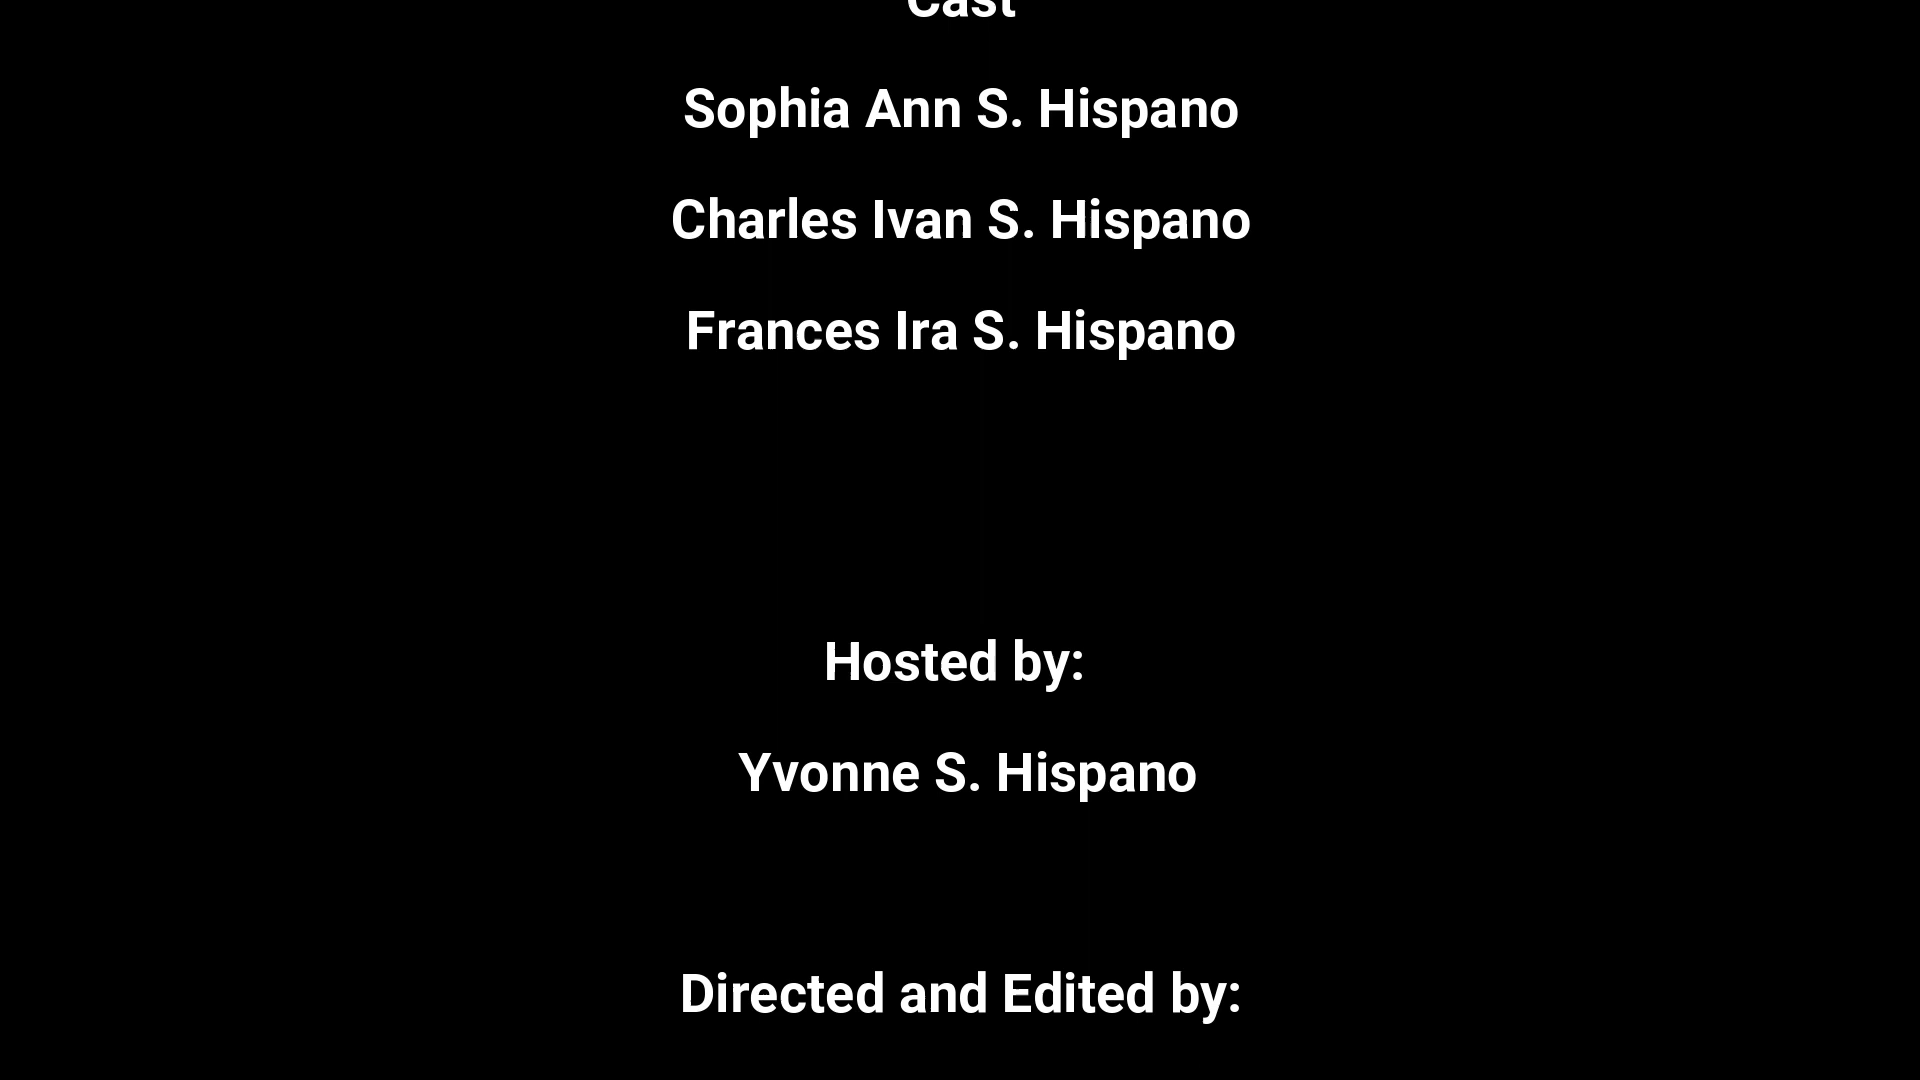 Cast
Sophia Ann S. Hispano
Charles Ivan S. Hispano
Frances Ira S. Hispano
Hosted by:
Yvonne S. Hispano
Directed and Edited by: